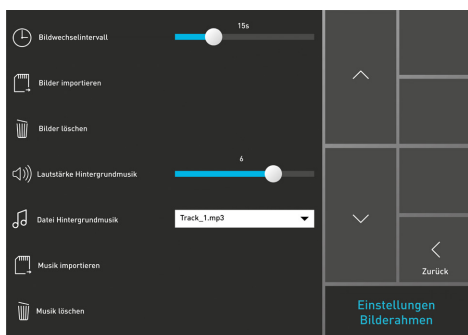 15s
Bildwechselintervall
Bilder importieren
Bilder löschen
6
Lautstärke Hintergrundmusik
Datei Hintergrundmusik
Track_1.mp3
Musik importieren
Musik löschen
Zurück
Einstellungen
Bilderahmen